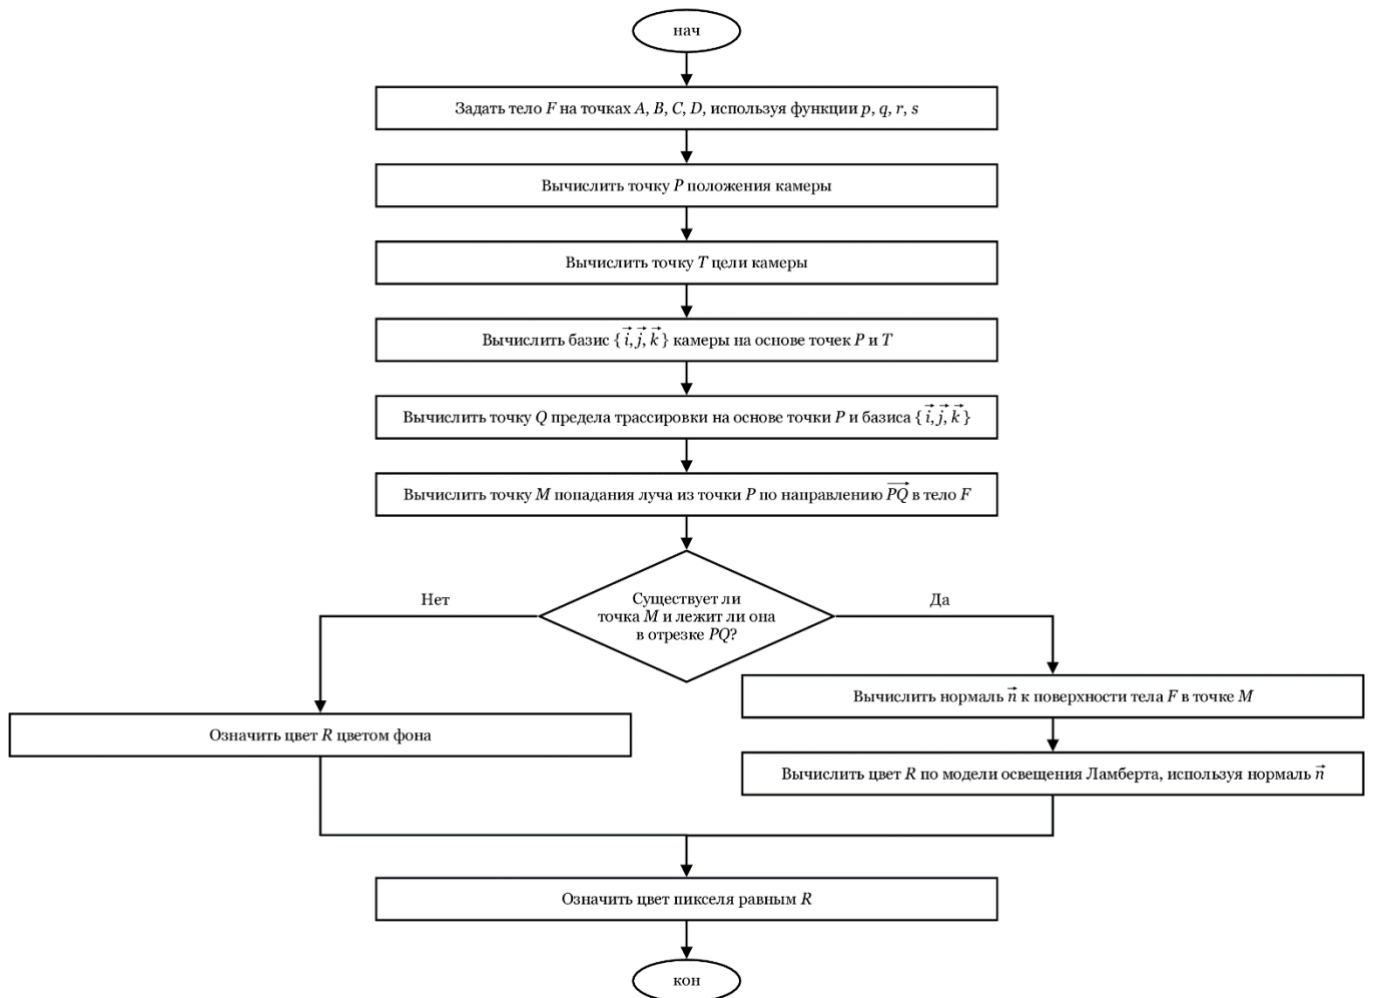 нач
Задать тело F на точках A, B, C, D, используя функции p, q, r, s
Вычислить точку P положения камеры
Вычислить точку T цели камеры
Вычислить базис { i⃗, j⃗, k⃗ } камеры на основе точек P и T
Вычислить точку Q предела трассировки на основе точки P и базиса { i⃗, j⃗, k⃗ }
Вычислить точку M попадания луча из точки P по направлению P͞Q⃗ в тело F
Существует ли
точка M и лежит ли она
в отрезке PQ?
Нет
Да
Означить цвет R цветом фона
Вычислить нормаль n⃗ к поверхности тела F в точке M
Вычислить цвет R по модели освещения Ламберта, используя нормаль n⃗
Означить цвет пикселя равным R
кон